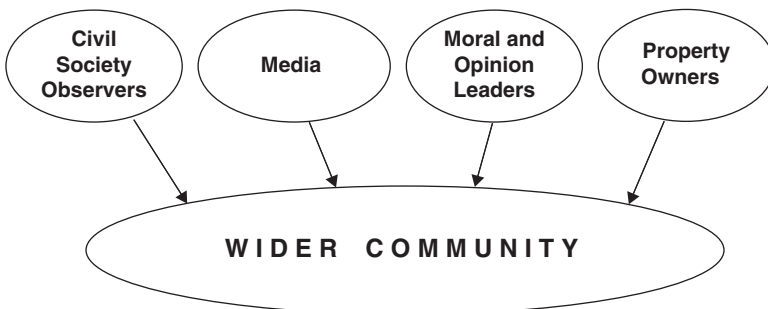 Civil
Society
Observers
Media
Moral and
Opinion
Leaders
Property
Owners
WIDER COMMUNITY